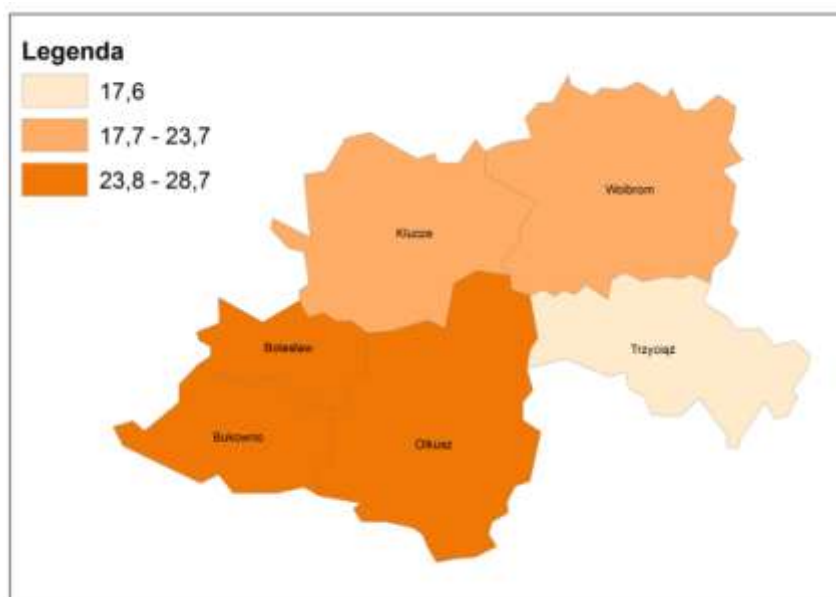 Legenda
17,6
17,7 - 23,7
23,8 - 28,7
Wolbrom
Klucze
Trzyciąż
Bolesław
Bukowno
Olkusz